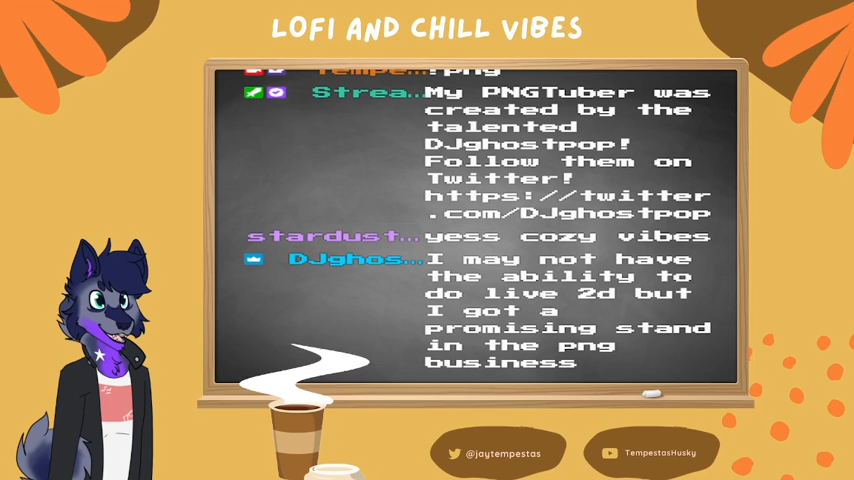 LOFI AND CHILL VIBES
Tempe...!png
Strea...My PNGTuber was
created by the
talented
DJghostpop!
Follow them on
Twitter!
https://twitter
.com/DJghostpop
stardust...yess cozy vibes
DJghos...I may not have
the ability to
do live 2d but
I got a
promising stand
in the png
business
@jaytempestas
TempestasHusky